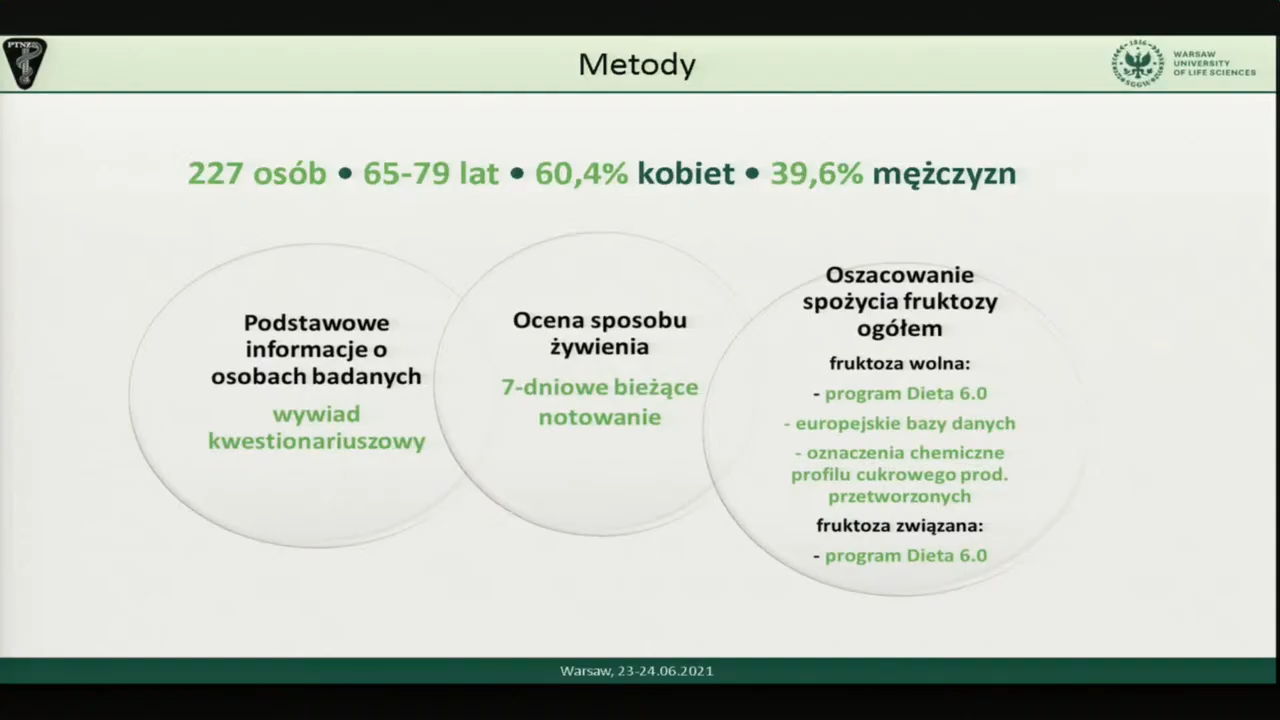 PTNZ
Metody
1816
SGGW
WARSAW
UNIVERSITY
OF LIFE SCIENCES
227 osób • 65-79 lat • 60,4% kobiet • 39,6% mężczyzn
Podstawowe
informacje o
osobach badanych
wywiad
kwestionariuszowy
Ocena sposobu
żywienia
7-dniowe bieżące
notowanie
Oszacowanie
spożycia fruktozy
ogółem
fruktoza wolna:
- program Dieta 6.0
- europejskie bazy danych
- oznaczenia chemiczne
profilu cukrowego prod.
przetworzonych
fruktoza związana:
- program Dieta 6.0
Warsaw, 23-24.06.2021